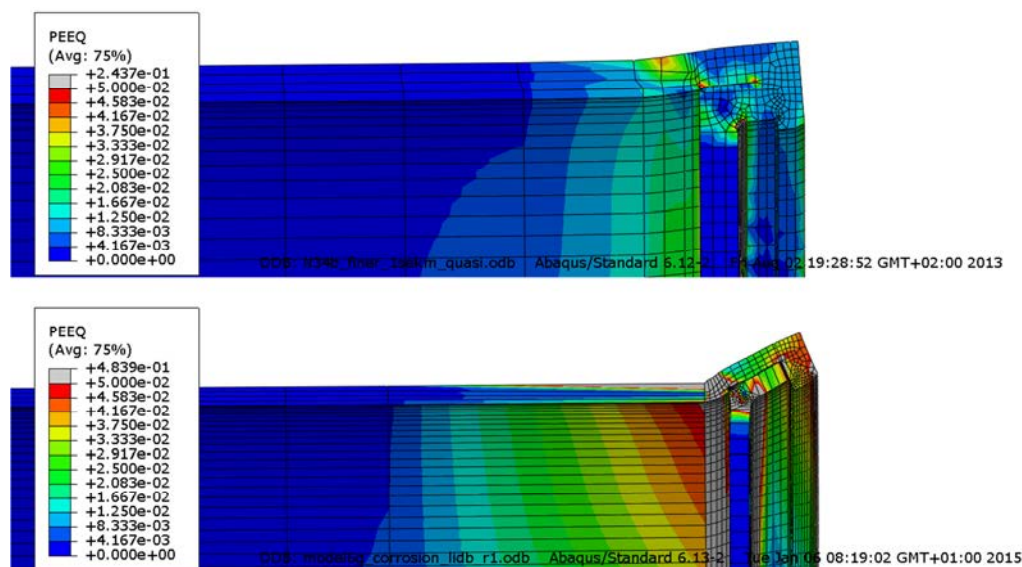 PEEQ
(Avg: 75%)
+2.437e-01
+5.000e-02
+4.583e-02
+4.167e-02
+3.750e-02
+3.333e-02
+2.917e-02
+2.500e-02
+2.083e-02
+1.667e-02
+1.250e-02
+8.333e-03
+4.167e-03
+0.000e+00
ODB: Abaqus/Standard 6.12-2 02 19:28:52 GMT+02:00 2013
PEEQ
(Avg: 75%)
+4.839e-01
+5.000e-02
+4.583e-02
+4.167e-02
+3.750e-02
+3.333e-02
+2.917e-02
+2.500e-02
+2.083e-02
+1.667e-02
+1.250e-02
+8.333e-03
+4.167e-03
+0.000e+00
ODB: Abaqus/Standard 6.13-2 Tue Jan 06 08:19:02 GMT+01:00 2015